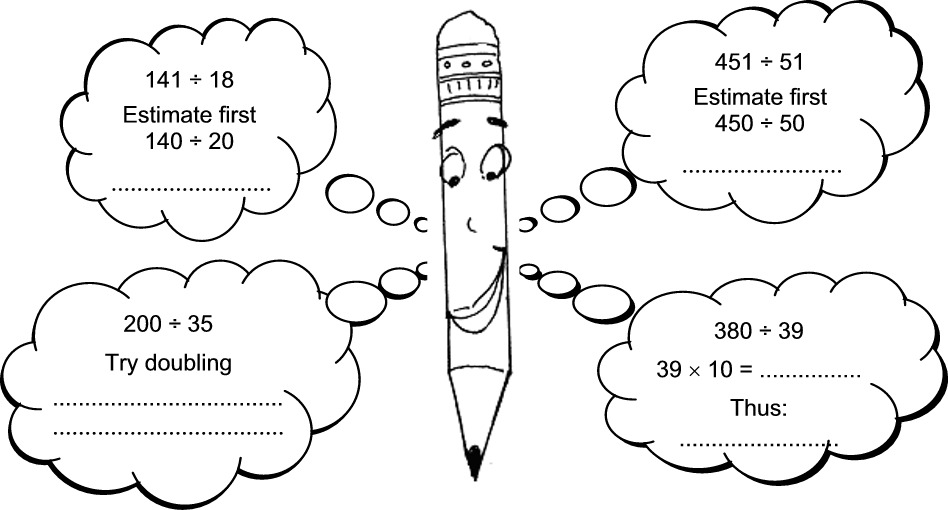 141 ÷ 18
Estimate first
140 ÷ 20
..............................
451 ÷ 51
Estimate first
450 ÷ 50
..............................
200 ÷ 35
Try doubling
..........................................
..........................................
380 ÷ 39
39 × 10 = ..................
Thus:
............................